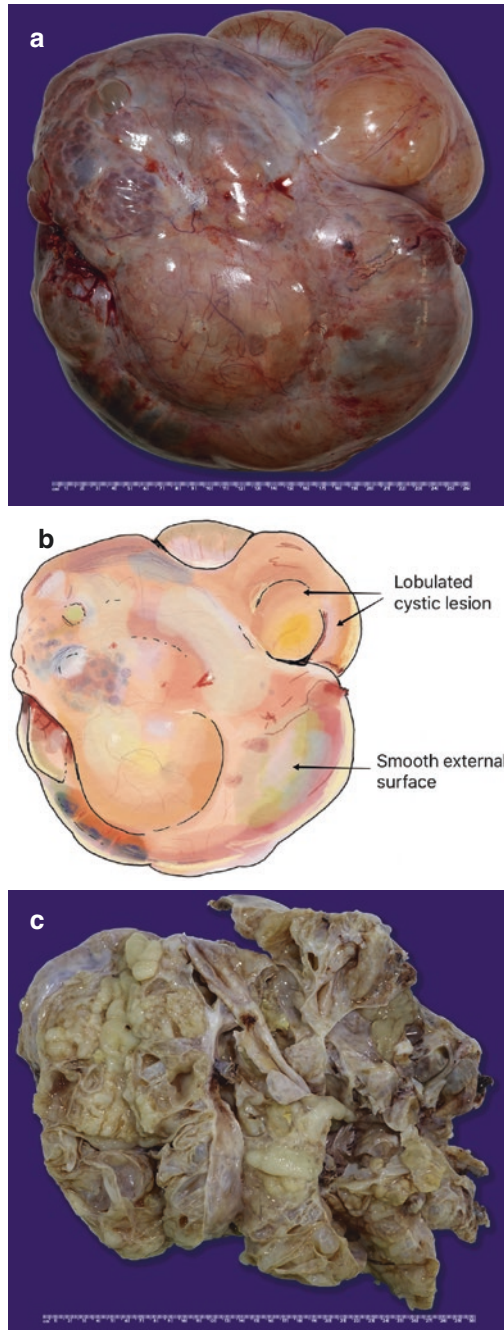 a
b
Lobulated
cystic lesion
Smooth external
surface
c